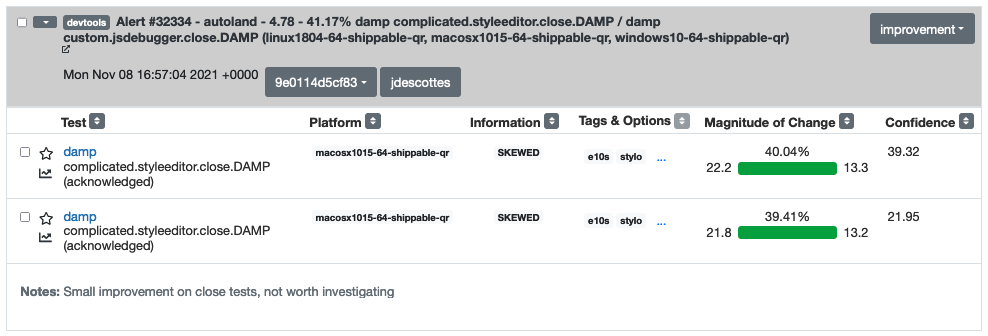 devtools Alert #32334 - autoland - 4.78 - 41.17% damp complicated.styleeditor.close.DAMP / damp
custom.jsdebugger.close.DAMP (linux1804-64-shippable-qr, macosx1015-64-shippable-qr, windows10-64-shippable-qr)
improvement
Mon Nov 08 16:57:04 2021 +0000 9e0114d5cf83 jdescottes
Test Platform Information Tags & Options Magnitude of Change Confidence
damp macosx1015-64-shippable-qr SKEWED e10s stylo ... 40.04% 39.32
complicated.styleeditor.close.DAMP 22.2 13.3
(acknowledged)
damp macosx1015-64-shippable-qr SKEWED e10s stylo ... 39.41% 21.95
complicated.styleeditor.close.DAMP 21.8 13.2
(acknowledged)
Notes: Small improvement on close tests, not worth investigating